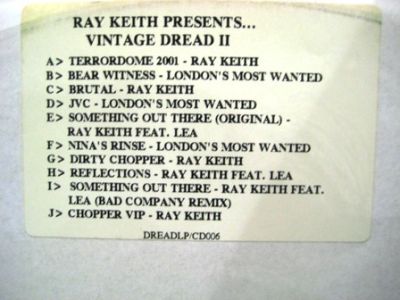 RAY KEITH PRESENTS...
VINTAGE DREAD II
A> TERRORDOME 2001 - RAY KEITH
B> BEAR WITNESS - LONDON'S MOST WANTED
C> BRUTAL - RAY KEITH
D> JVC - LONDON'S MOST WANTED
E> SOMETHING OUT THERE (ORIGINAL) -
RAY KEITH FEAT. LEA
F> NINA'S RINSE - LONDON'S MOST WANTED
G> DIRTY CHOPPER - RAY KEITH
H> REFLECTIONS - RAY KEITH FEAT. LEA
I> SOMETHING OUT THERE - RAY KEITH FEAT.
LEA (BAD COMPANY REMIX)
J> CHOPPER VIP - RAY KEITH
DREADLP/CD006